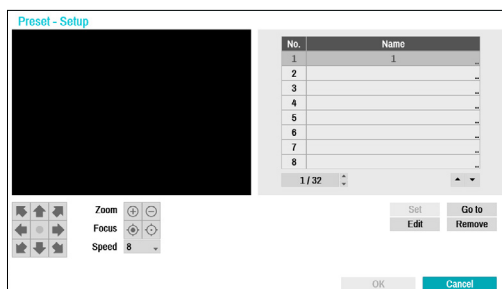 Preset - Setup
No. Name
1 1 ..
2 ..
3 ..
4 ..
5 ..
6 ..
7 ..
8 ..
1 / 32
Zoom
Focus
Speed 8
Set Go to
Edit Remove
OK Cancel